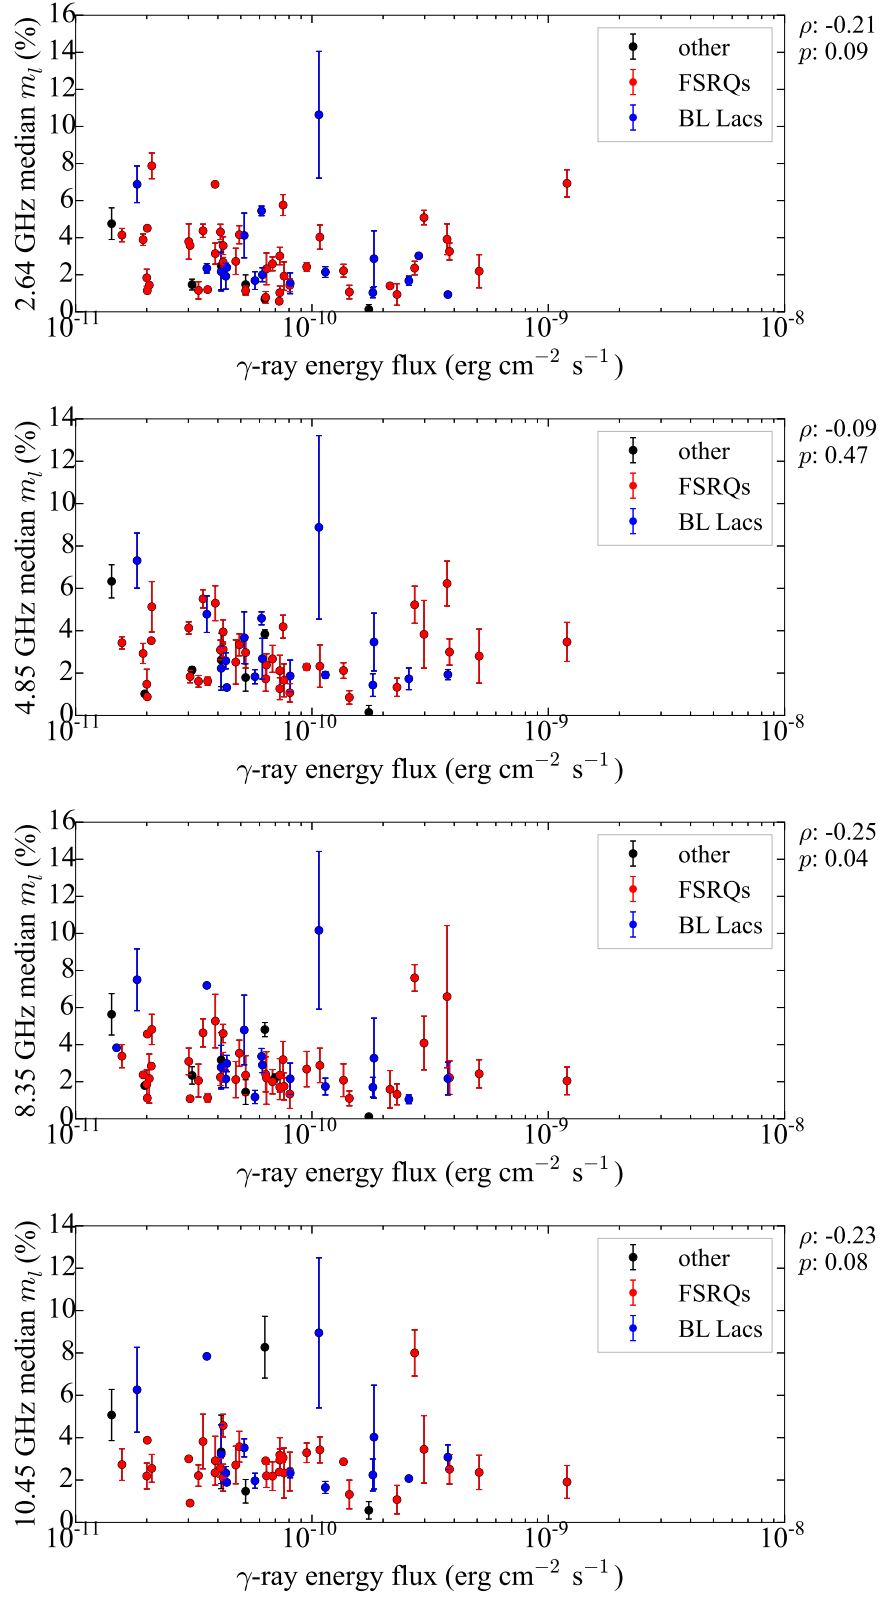 16
14
12
10
8
6
4
2
0
2.64 GHz median m_l (%)
other
FSRQs
BL Lacs
ρ: -0.21
p: 0.09
10⁻¹¹ 10⁻¹⁰ 10⁻⁹ 10⁻⁸
γ-ray energy flux (erg cm⁻² s⁻¹)
14
12
10
8
6
4
2
0
4.85 GHz median m_l (%)
other
FSRQs
BL Lacs
ρ: -0.09
p: 0.47
10⁻¹¹ 10⁻¹⁰ 10⁻⁹ 10⁻⁸
γ-ray energy flux (erg cm⁻² s⁻¹)
16
14
12
10
8
6
4
2
0
8.35 GHz median m_l (%)
other
FSRQs
BL Lacs
ρ: -0.25
p: 0.04
10⁻¹¹ 10⁻¹⁰ 10⁻⁹ 10⁻⁸
γ-ray energy flux (erg cm⁻² s⁻¹)
14
12
10
8
6
4
2
0
10.45 GHz median m_l (%)
other
FSRQs
BL Lacs
ρ: -0.23
p: 0.08
10⁻¹¹ 10⁻¹⁰ 10⁻⁹ 10⁻⁸
γ-ray energy flux (erg cm⁻² s⁻¹)